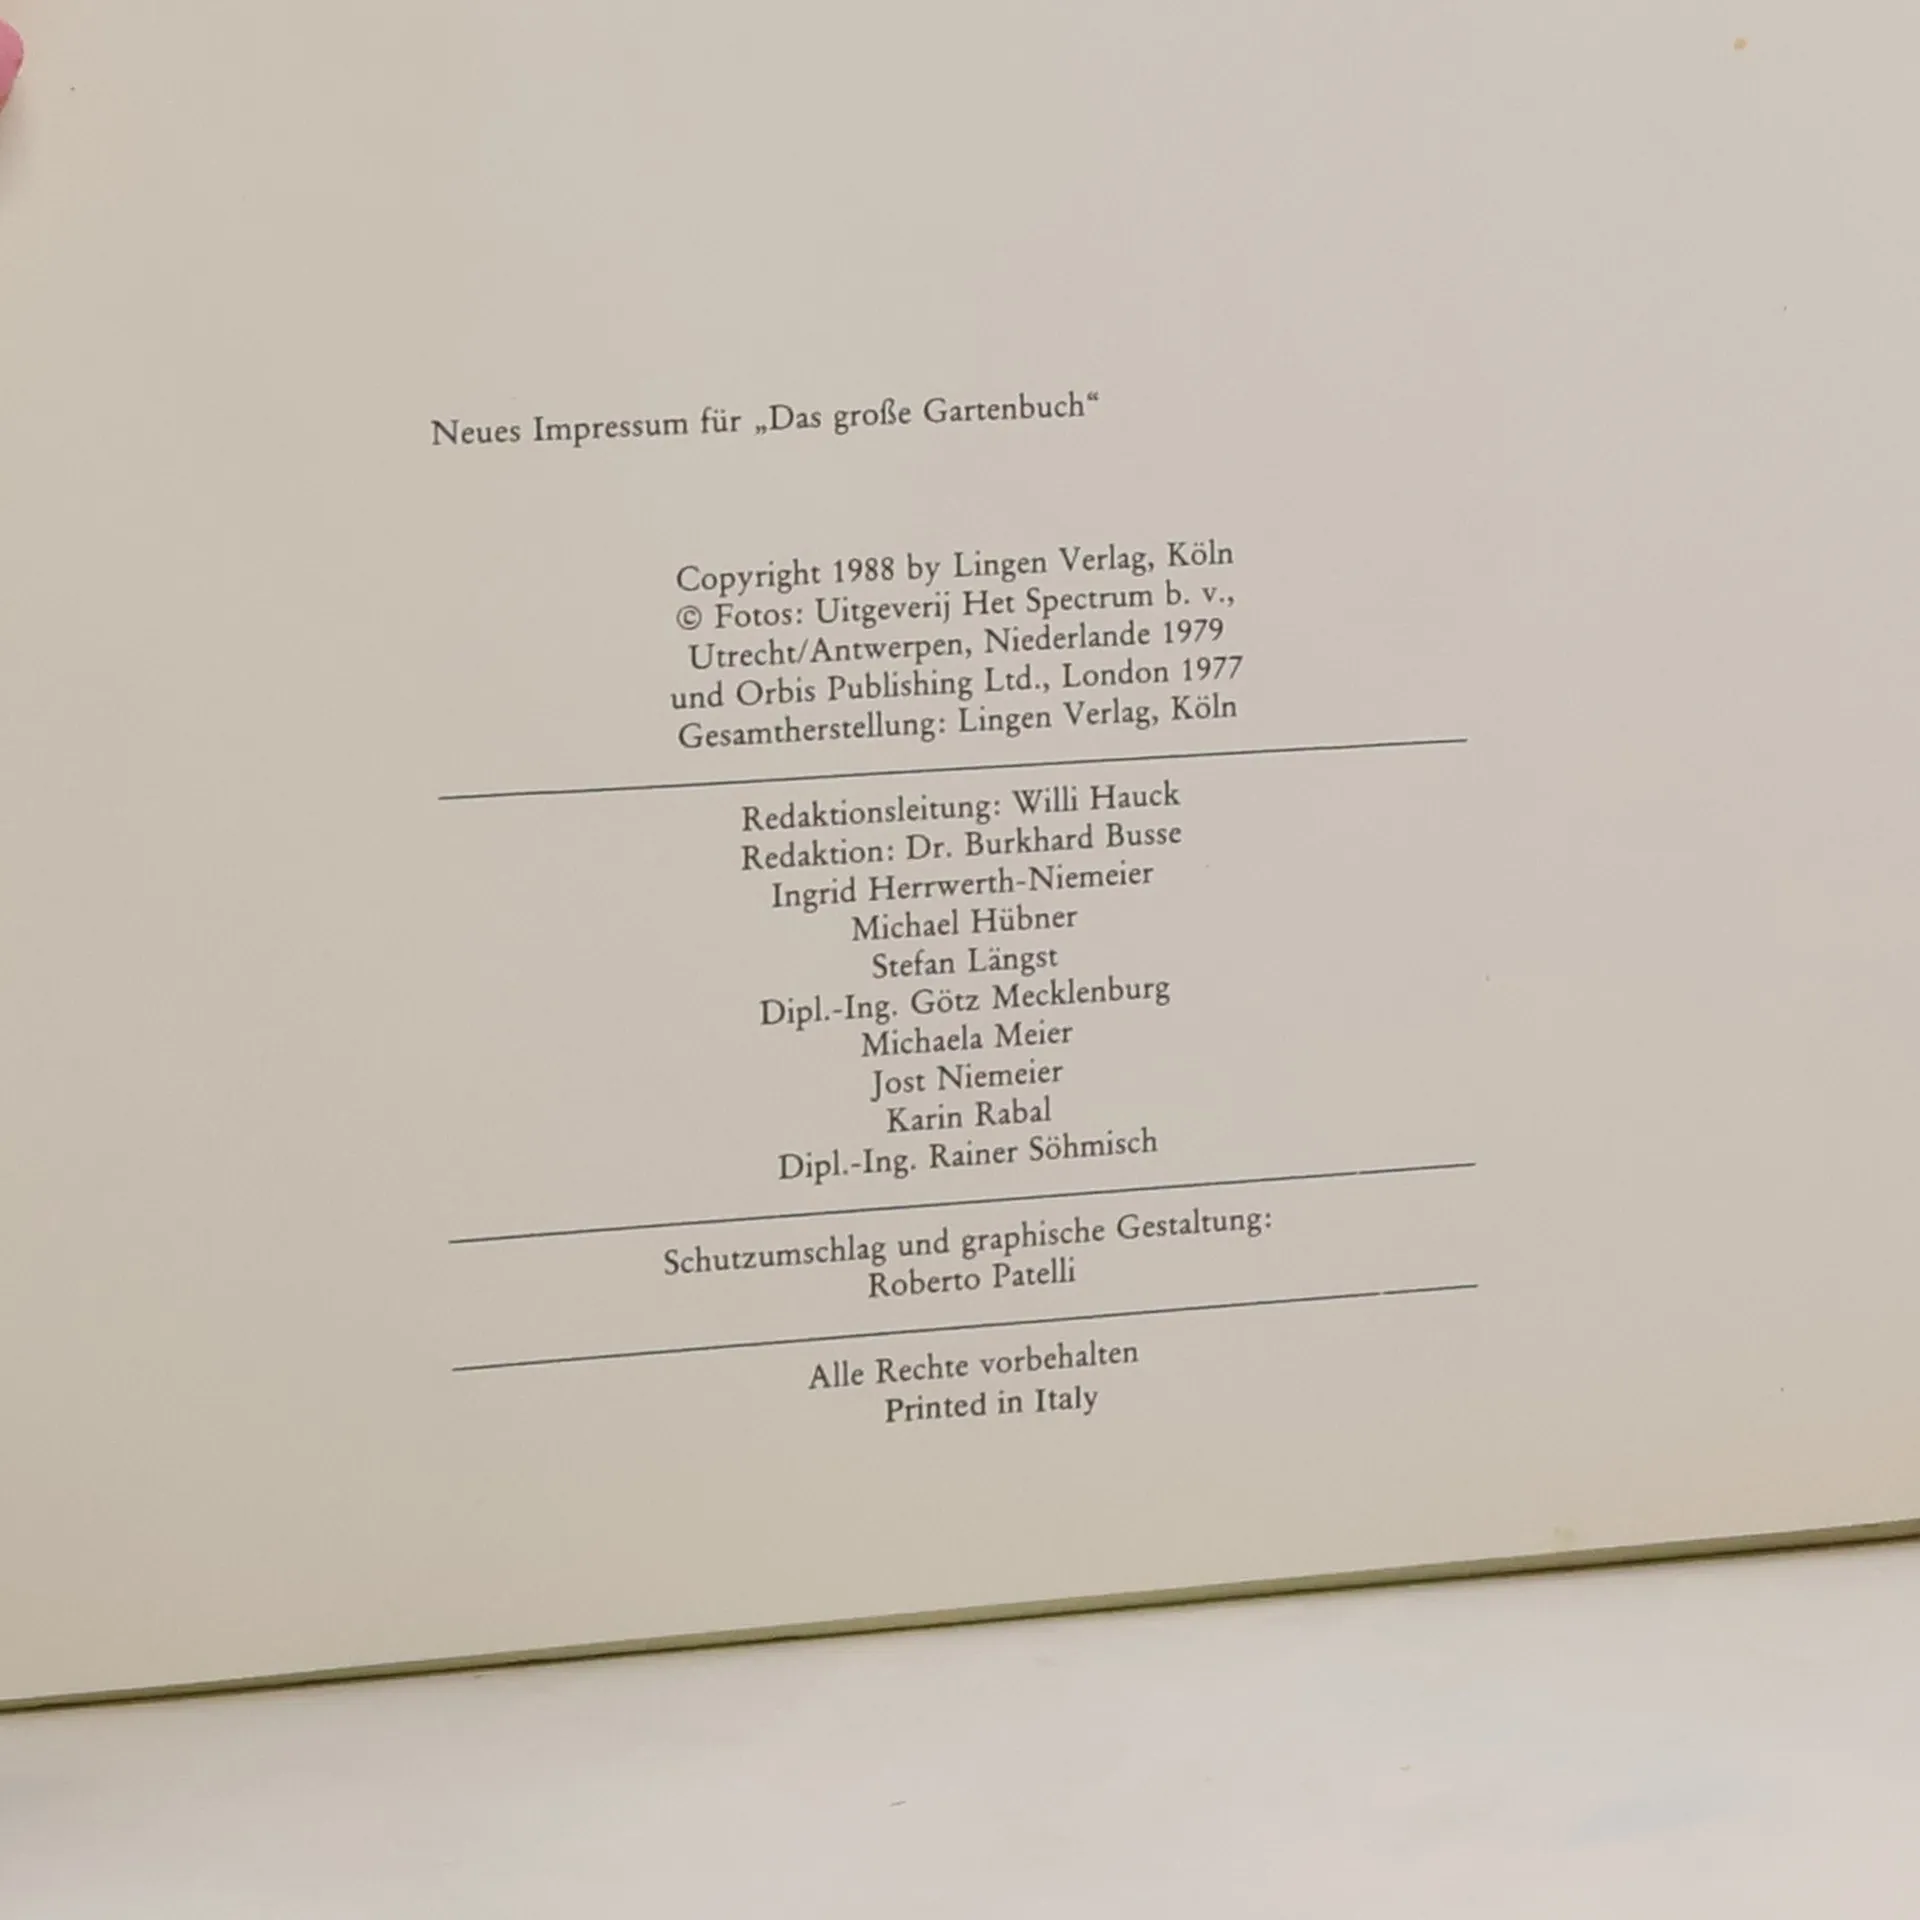 Neues Impressum für „Das große Gartenbuch“
Copyright 1988 by Lingen Verlag, Köln
© Fotos: Uitgeverij Het Spectrum b. v.,
Utrecht/Antwerpen, Niederlande 1979
und Orbis Publishing Ltd., London 1977
Gesamtherstellung: Lingen Verlag, Köln
Redaktionsleitung: Willi Hauck
Redaktion: Dr. Burkhard Busse
Ingrid Herrwerth-Niemeier
Michael Hübner
Stefan Längst
Dipl.-Ing. Götz Mecklenburg
Michaela Meier
Jost Niemeier
Karin Rabal
Dipl.-Ing. Rainer Söhmisch
Schutzumschlag und graphische Gestaltung:
Roberto Patelli
Alle Rechte vorbehalten
Printed in Italy